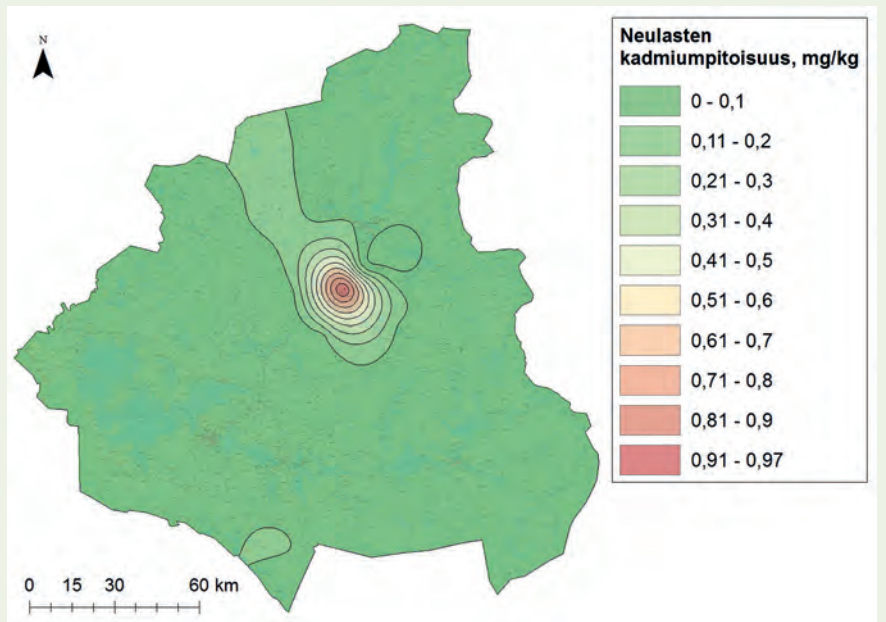 N
Neulasten
kadmiumpitoisuus, mg/kg
0 - 0,1
0,11 - 0,2
0,21 - 0,3
0,31 - 0,4
0,41 - 0,5
0,51 - 0,6
0,61 - 0,7
0,71 - 0,8
0,81 - 0,9
0,91 - 0,97
0 15 30 60 km